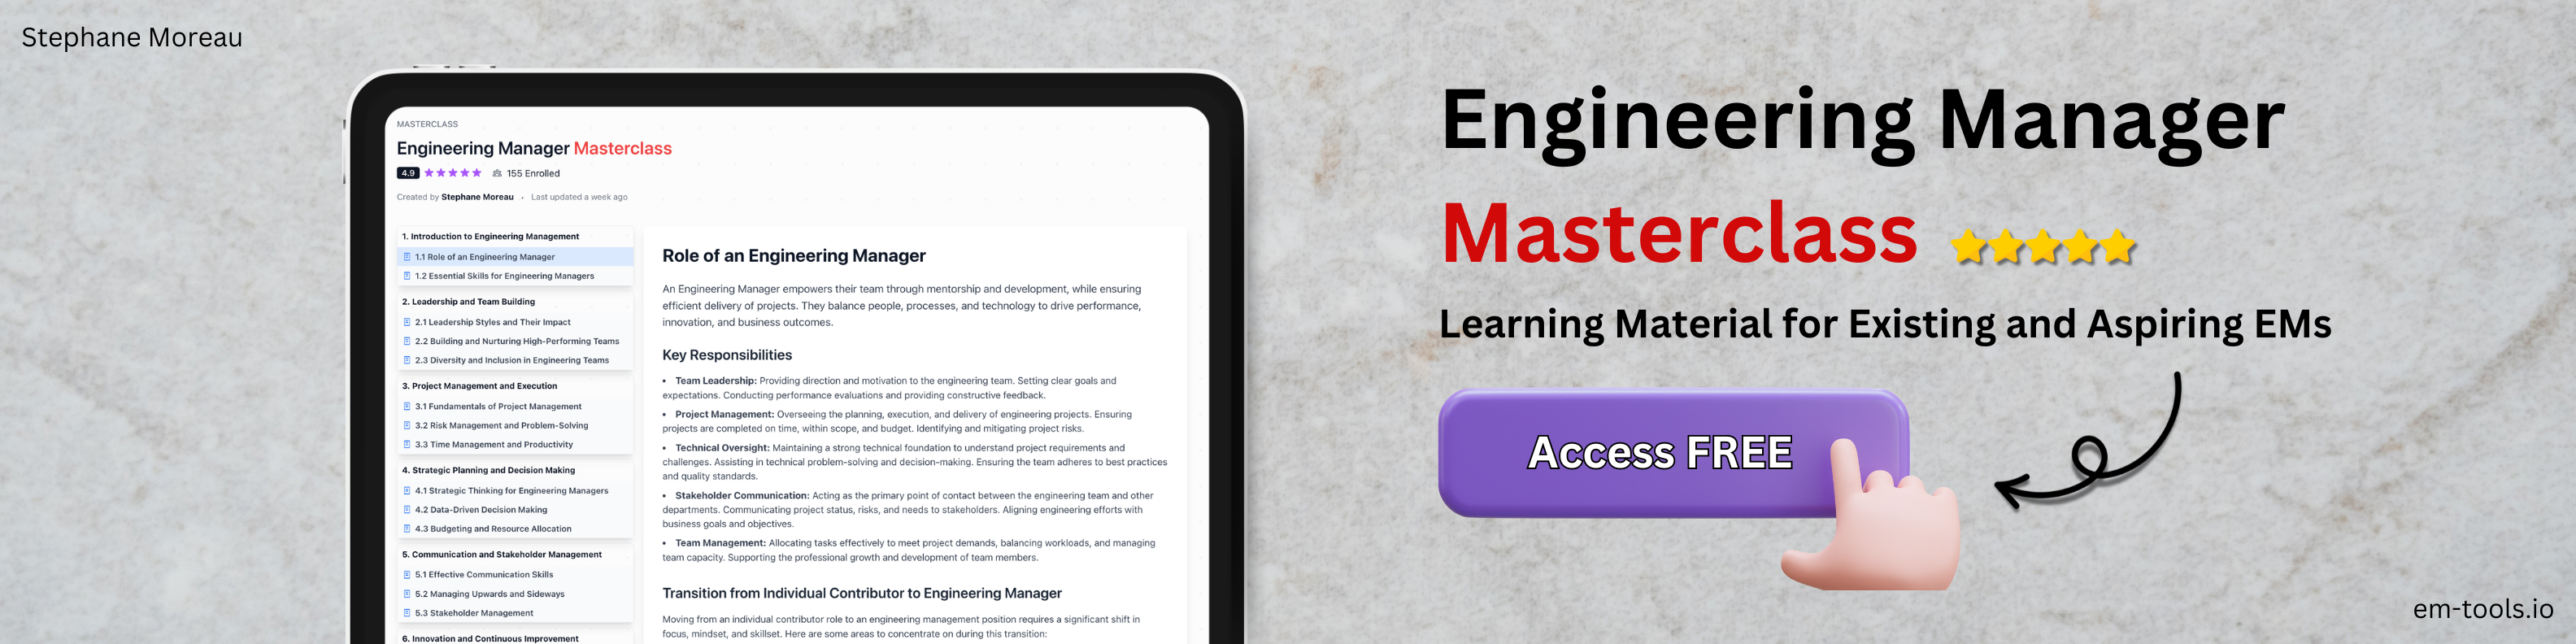 Stephane Moreau
MASTERCLASS
Engineering Manager Masterclass
4.9 155 Enrolled
Created by Stephane Moreau · Last updated a week ago
1. Introduction to Engineering Management
1.1 Role of an Engineering Manager
1.2 Essential Skills for Engineering Managers
2. Leadership and Team Building
2.1 Leadership Styles and Their Impact
2.2 Building and Nurturing High-Performing Teams
2.3 Diversity and Inclusion in Engineering Teams
3. Project Management and Execution
3.1 Fundamentals of Project Management
3.2 Risk Management and Problem-Solving
3.3 Time Management and Productivity
4. Strategic Planning and Decision Making
4.1 Strategic Thinking for Engineering Managers
4.2 Data-Driven Decision Making
4.3 Budgeting and Resource Allocation
5. Communication and Stakeholder Management
5.1 Effective Communication Skills
5.2 Managing Upwards and Sideways
5.3 Stakeholder Management
6. Innovation and Continuous Improvement
Role of an Engineering Manager
An Engineering Manager empowers their team through mentorship and development, while ensuring
efficient delivery of projects. They balance people, processes, and technology to drive performance,
innovation, and business outcomes.
Key Responsibilities
• Team Leadership: Providing direction and motivation to the engineering team. Setting clear goals and
expectations. Conducting performance evaluations and providing constructive feedback.
• Project Management: Overseeing the planning, execution, and delivery of engineering projects. Ensuring
projects are completed on time, within scope, and budget. Identifying and mitigating project risks.
• Technical Oversight: Maintaining a strong technical foundation to understand project requirements and
challenges. Assisting in technical problem-solving and decision-making. Ensuring the team adheres to best practices
and quality standards.
• Stakeholder Communication: Acting as the primary point of contact between the engineering team and other
departments. Communicating project status, risks, and needs to stakeholders. Aligning engineering efforts with
business goals and objectives.
• Team Management: Allocating tasks effectively to meet project demands, balancing workloads, and managing
team capacity. Supporting the professional growth and development of team members.
Transition from Individual Contributor to Engineering Manager
Moving from an individual contributor role to an engineering management position requires a significant shift in
focus, mindset, and skillset. Here are some areas to concentrate on during this transition:
Engineering Manager
Masterclass
Learning Material for Existing and Aspiring EMs
Access FREE
em-tools.io